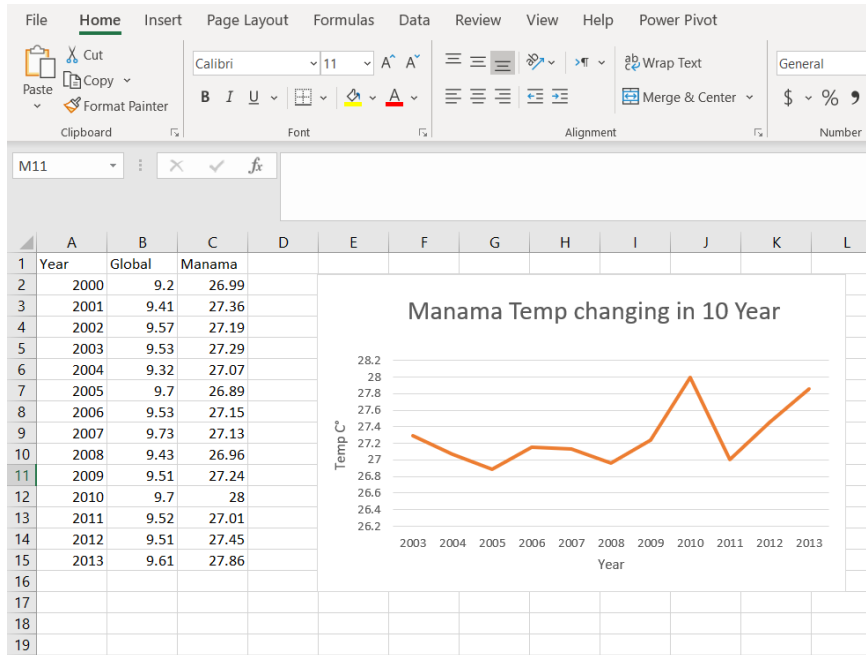 File Home Insert Page Layout Formulas Data Review View Help Power Pivot
Cut
Calibri 11 A^ A˅
Wrap Text
General
Paste
Copy
Format Painter
B I U A
Merge & Center
$ % 9
Clipboard Font Alignment Number
M11 fx
A B C D E F G H I J K L
1 Year Global Manama
2 2000 9.2 26.99
3 2001 9.41 27.36
4 2002 9.57 27.19
5 2003 9.53 27.29
6 2004 9.32 27.07
7 2005 9.7 26.89
8 2006 9.53 27.15
9 2007 9.73 27.13
10 2008 9.43 26.96
11 2009 9.51 27.24
12 2010 9.7 28
13 2011 9.52 27.01
14 2012 9.51 27.45
15 2013 9.61 27.86
16
17
18
19
Manama Temp changing in 10 Year
28.2
28
27.8
27.6
27.4
27.2
27
26.8
26.6
26.4
26.2
Temp C°
2003 2004 2005 2006 2007 2008 2009 2010 2011 2012 2013
Year